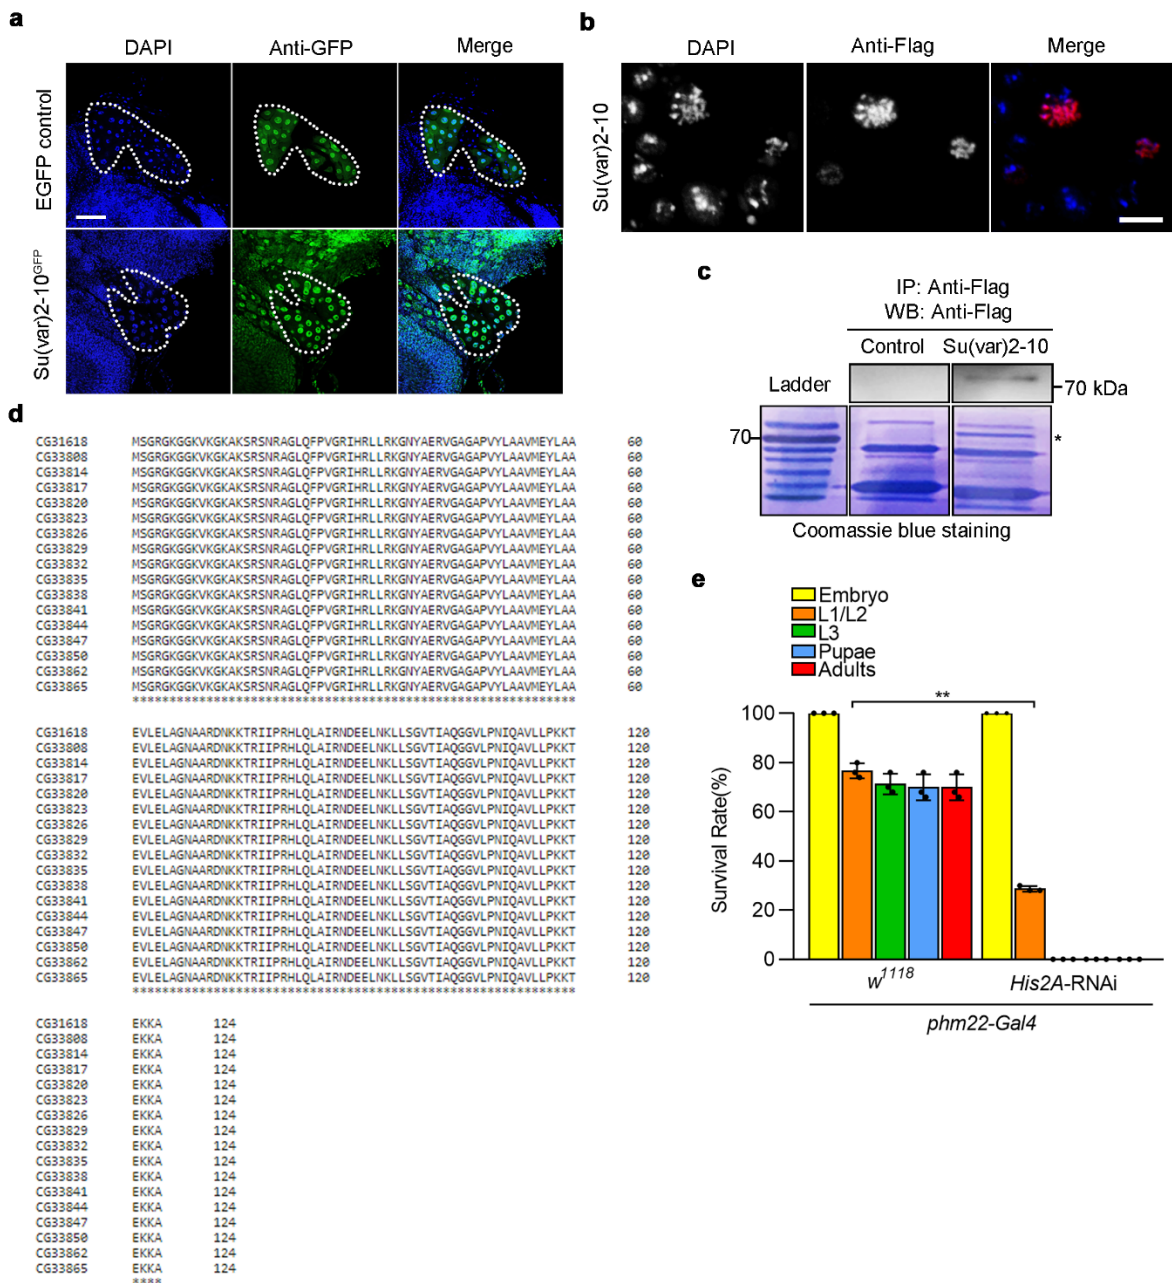 a
DAPI Anti-GFP Merge
EGFP control
Su(var)2-10GFP
b
DAPI Anti-Flag Merge
Su(var)2-10
c
IP: Anti-Flag
WB: Anti-Flag
Control Su(var)2-10
Ladder
70 kDa
70
*
Coomassie blue staining
d
CG31618 MSGRGKGGKVKGKAKSRSNRAGLQFPVGRIHRLLRKGNYAERVGAGAPVYLAAVMEYLAA 60
CG33808 MSGRGKGGKVKGKAKSRSNRAGLQFPVGRIHRLLRKGNYAERVGAGAPVYLAAVMEYLAA 60
CG33814 MSGRGKGGKVKGKAKSRSNRAGLQFPVGRIHRLLRKGNYAERVGAGAPVYLAAVMEYLAA 60
CG33817 MSGRGKGGKVKGKAKSRSNRAGLQFPVGRIHRLLRKGNYAERVGAGAPVYLAAVMEYLAA 60
CG33820 MSGRGKGGKVKGKAKSRSNRAGLQFPVGRIHRLLRKGNYAERVGAGAPVYLAAVMEYLAA 60
CG33823 MSGRGKGGKVKGKAKSRSNRAGLQFPVGRIHRLLRKGNYAERVGAGAPVYLAAVMEYLAA 60
CG33826 MSGRGKGGKVKGKAKSRSNRAGLQFPVGRIHRLLRKGNYAERVGAGAPVYLAAVMEYLAA 60
CG33829 MSGRGKGGKVKGKAKSRSNRAGLQFPVGRIHRLLRKGNYAERVGAGAPVYLAAVMEYLAA 60
CG33832 MSGRGKGGKVKGKAKSRSNRAGLQFPVGRIHRLLRKGNYAERVGAGAPVYLAAVMEYLAA 60
CG33835 MSGRGKGGKVKGKAKSRSNRAGLQFPVGRIHRLLRKGNYAERVGAGAPVYLAAVMEYLAA 60
CG33838 MSGRGKGGKVKGKAKSRSNRAGLQFPVGRIHRLLRKGNYAERVGAGAPVYLAAVMEYLAA 60
CG33841 MSGRGKGGKVKGKAKSRSNRAGLQFPVGRIHRLLRKGNYAERVGAGAPVYLAAVMEYLAA 60
CG33844 MSGRGKGGKVKGKAKSRSNRAGLQFPVGRIHRLLRKGNYAERVGAGAPVYLAAVMEYLAA 60
CG33847 MSGRGKGGKVKGKAKSRSNRAGLQFPVGRIHRLLRKGNYAERVGAGAPVYLAAVMEYLAA 60
CG33850 MSGRGKGGKVKGKAKSRSNRAGLQFPVGRIHRLLRKGNYAERVGAGAPVYLAAVMEYLAA 60
CG33862 MSGRGKGGKVKGKAKSRSNRAGLQFPVGRIHRLLRKGNYAERVGAGAPVYLAAVMEYLAA 60
CG33865 MSGRGKGGKVKGKAKSRSNRAGLQFPVGRIHRLLRKGNYAERVGAGAPVYLAAVMEYLAA 60
************************************************************
CG31618 EVLELAGNAARDNKKTRIIPRHLQLAIRNDEELNKLLSGVTIAQGGVLPNIQAVLLPKKT 120
CG33808 EVLELAGNAARDNKKTRIIPRHLQLAIRNDEELNKLLSGVTIAQGGVLPNIQAVLLPKKT 120
CG33814 EVLELAGNAARDNKKTRIIPRHLQLAIRNDEELNKLLSGVTIAQGGVLPNIQAVLLPKKT 120
CG33817 EVLELAGNAARDNKKTRIIPRHLQLAIRNDEELNKLLSGVTIAQGGVLPNIQAVLLPKKT 120
CG33820 EVLELAGNAARDNKKTRIIPRHLQLAIRNDEELNKLLSGVTIAQGGVLPNIQAVLLPKKT 120
CG33823 EVLELAGNAARDNKKTRIIPRHLQLAIRNDEELNKLLSGVTIAQGGVLPNIQAVLLPKKT 120
CG33826 EVLELAGNAARDNKKTRIIPRHLQLAIRNDEELNKLLSGVTIAQGGVLPNIQAVLLPKKT 120
CG33829 EVLELAGNAARDNKKTRIIPRHLQLAIRNDEELNKLLSGVTIAQGGVLPNIQAVLLPKKT 120
CG33832 EVLELAGNAARDNKKTRIIPRHLQLAIRNDEELNKLLSGVTIAQGGVLPNIQAVLLPKKT 120
CG33835 EVLELAGNAARDNKKTRIIPRHLQLAIRNDEELNKLLSGVTIAQGGVLPNIQAVLLPKKT 120
CG33838 EVLELAGNAARDNKKTRIIPRHLQLAIRNDEELNKLLSGVTIAQGGVLPNIQAVLLPKKT 120
CG33841 EVLELAGNAARDNKKTRIIPRHLQLAIRNDEELNKLLSGVTIAQGGVLPNIQAVLLPKKT 120
CG33844 EVLELAGNAARDNKKTRIIPRHLQLAIRNDEELNKLLSGVTIAQGGVLPNIQAVLLPKKT 120
CG33847 EVLELAGNAARDNKKTRIIPRHLQLAIRNDEELNKLLSGVTIAQGGVLPNIQAVLLPKKT 120
CG33850 EVLELAGNAARDNKKTRIIPRHLQLAIRNDEELNKLLSGVTIAQGGVLPNIQAVLLPKKT 120
CG33862 EVLELAGNAARDNKKTRIIPRHLQLAIRNDEELNKLLSGVTIAQGGVLPNIQAVLLPKKT 120
CG33865 EVLELAGNAARDNKKTRIIPRHLQLAIRNDEELNKLLSGVTIAQGGVLPNIQAVLLPKKT 120
************************************************************
CG31618 EKKA 124
CG33808 EKKA 124
CG33814 EKKA 124
CG33817 EKKA 124
CG33820 EKKA 124
CG33823 EKKA 124
CG33826 EKKA 124
CG33829 EKKA 124
CG33832 EKKA 124
CG33835 EKKA 124
CG33838 EKKA 124
CG33841 EKKA 124
CG33844 EKKA 124
CG33847 EKKA 124
CG33850 EKKA 124
CG33862 EKKA 124
CG33865 EKKA 124
****
e
Embryo
L1/L2
L3
Pupae
Adults
**
Survival Rate(%)
100
80
60
40
20
0
w1118 His2A-RNAi
phm22-Gal4